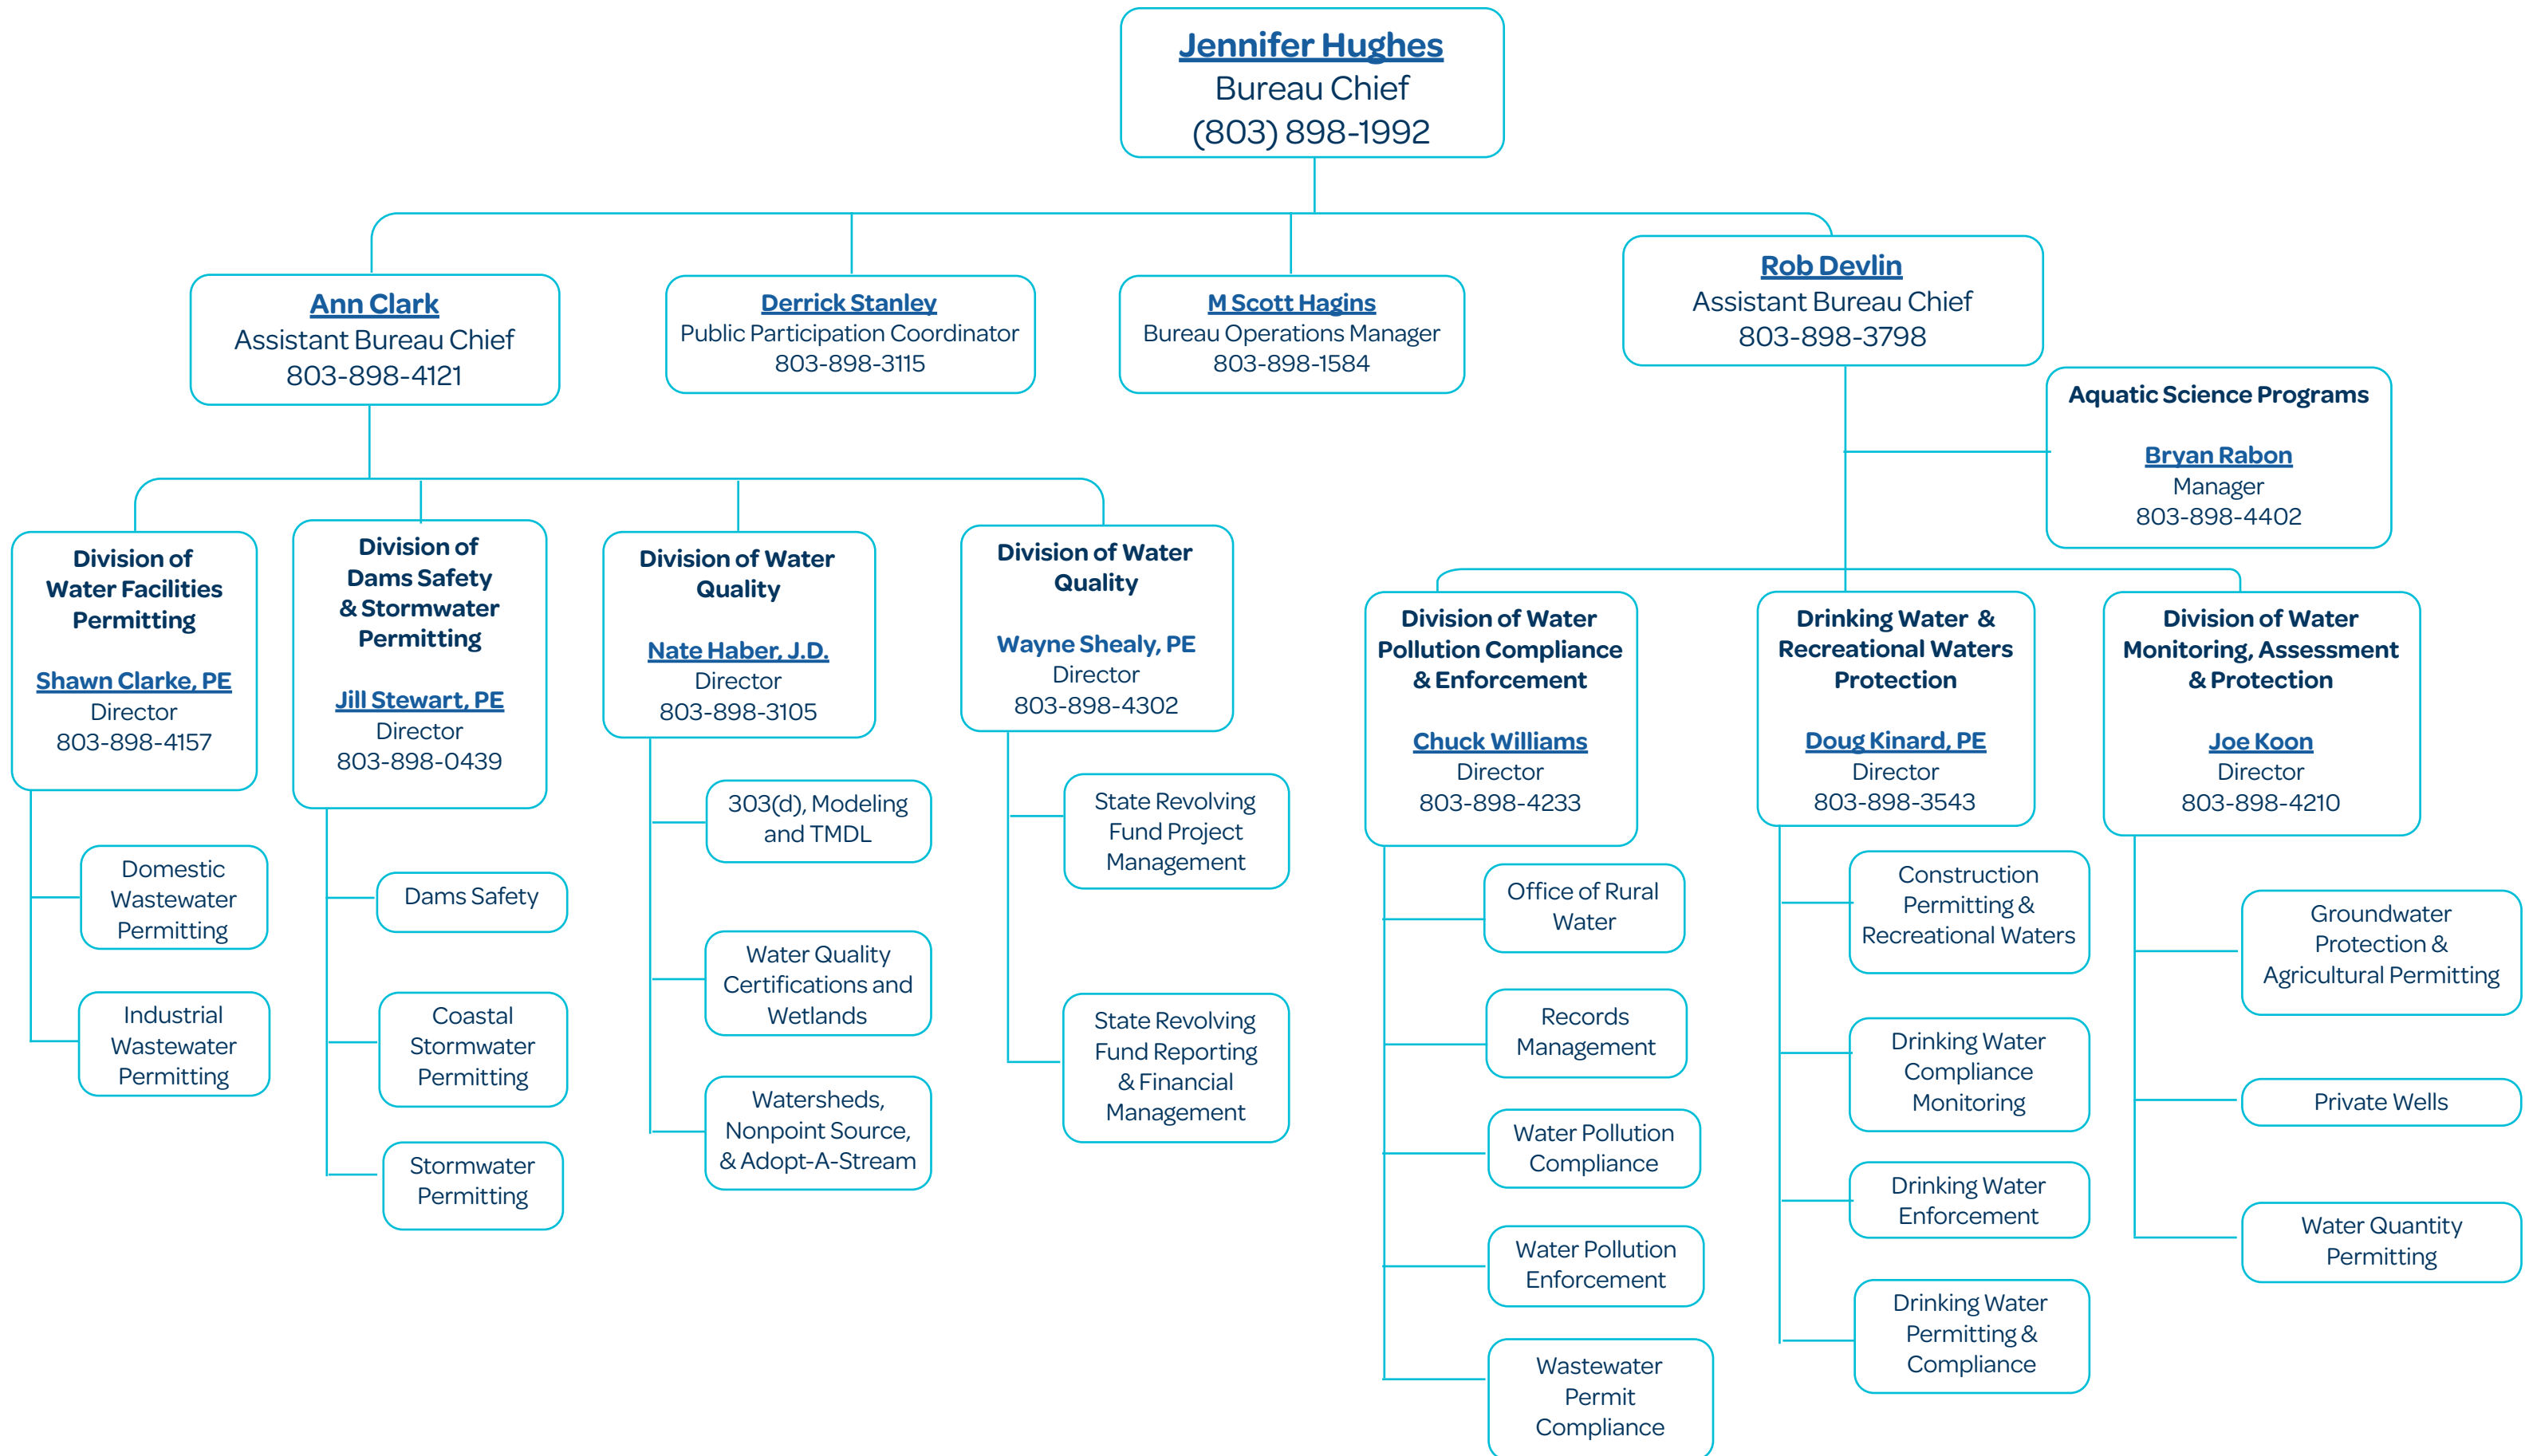 Jennifer Hughes
Bureau Chief
(803) 898-1992
Ann Clark
Assistant Bureau Chief
803-898-4121
Derrick Stanley
Public Participation Coordinator
803-898-3115
M Scott Hagins
Bureau Operations Manager
803-898-1584
Rob Devlin
Assistant Bureau Chief
803-898-3798
Aquatic Science Programs
Bryan Rabon
Manager
803-898-4402
Division of
Water Facilities
Permitting
Shawn Clarke, PE
Director
803-898-4157
Domestic
Wastewater
Permitting
Industrial
Wastewater
Permitting
Division of
Dams Safety
& Stormwater
Permitting
Jill Stewart, PE
Director
803-898-0439
Dams Safety
Coastal
Stormwater
Permitting
Stormwater
Permitting
Division of Water
Quality
Nate Haber, J.D.
Director
803-898-3105
303(d), Modeling
and TMDL
Water Quality
Certifications and
Wetlands
Watersheds,
Nonpoint Source,
& Adopt-A-Stream
Division of Water
Quality
Wayne Shealy, PE
Director
803-898-4302
State Revolving
Fund Project
Management
State Revolving
Fund Reporting
& Financial
Management
Division of Water
Pollution Compliance
& Enforcement
Chuck Williams
Director
803-898-4233
Office of Rural
Water
Records
Management
Water Pollution
Compliance
Water Pollution
Enforcement
Wastewater
Permit
Compliance
Drinking Water &
Recreational Waters
Protection
Doug Kinard, PE
Director
803-898-3543
Construction
Permitting &
Recreational Waters
Drinking Water
Compliance
Monitoring
Drinking Water
Enforcement
Drinking Water
Permitting &
Compliance
Division of Water
Monitoring, Assessment
& Protection
Joe Koon
Director
803-898-4210
Groundwater
Protection &
Agricultural Permitting
Private Wells
Water Quantity
Permitting